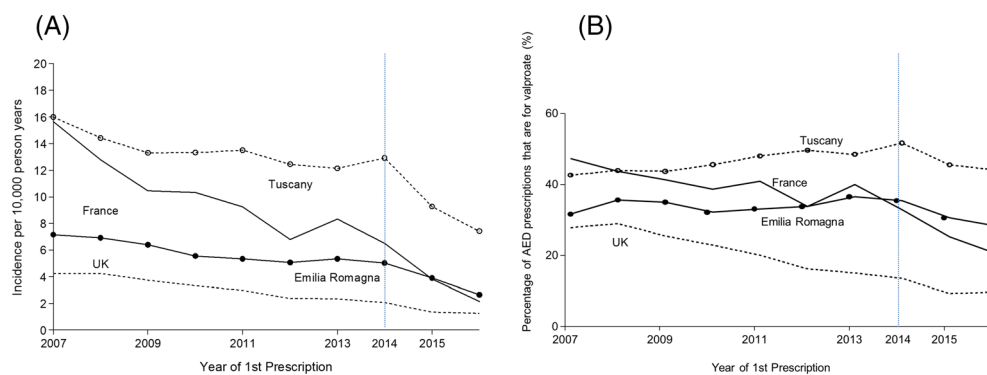 (A)
Incidence per 10,000 person years
20
18
16
14
12
10
8
6
4
2
0
Tuscany
France
UK
Emilia Romagna
2007 2009 2011 2013 2014 2015
Year of 1st Prescription
(B)
Percentage of AED prescriptions that are for valproate (%)
60
40
20
0
Tuscany
France
Emilia Romagna
UK
2007 2009 2011 2013 2014 2015
Year of 1st Prescription